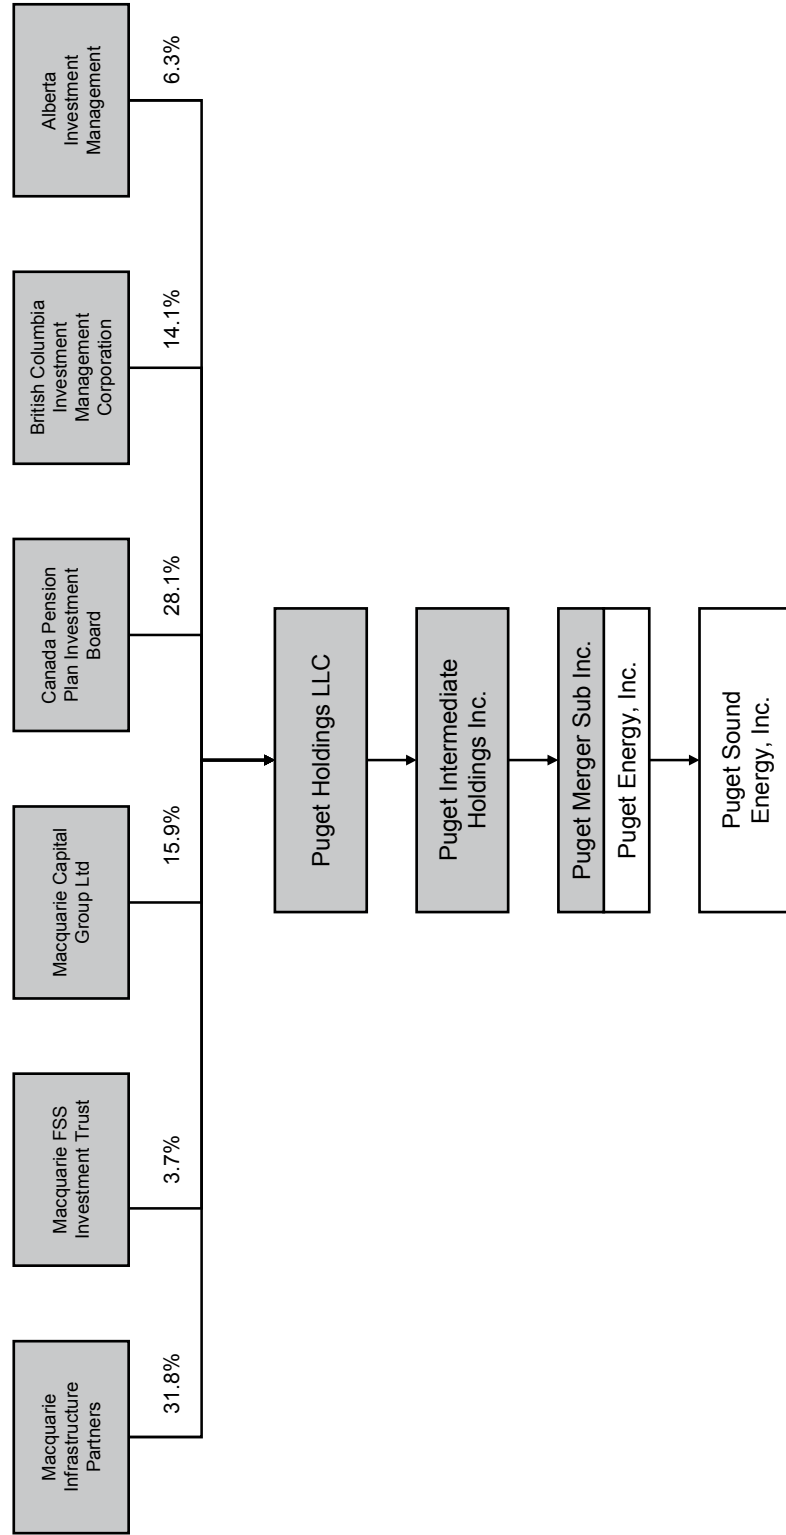 Macquarie
Infrastructure
Partners
Macquarie FSS
Investment Trust
Macquarie Capital
Group Ltd
Canada Pension
Plan Investment
Board
British Columbia
Investment
Management
Corporation
Alberta
Investment
Management
31.8%
3.7%
15.9%
28.1%
14.1%
6.3%
Puget Holdings LLC
Puget Intermediate
Holdings Inc.
Puget Merger Sub Inc.
Puget Energy, Inc.
Puget Sound
Energy, Inc.